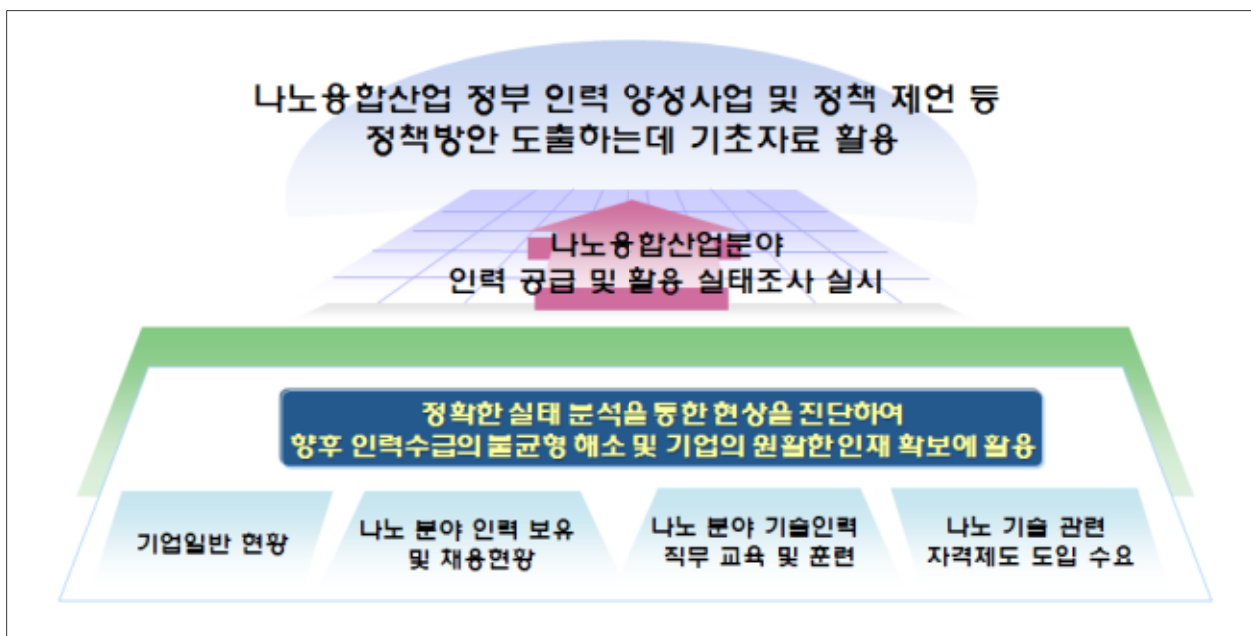 나노융합산업 정부 인력 양성사업 및 정책 제언 등
정책방안 도출하는데 기초자료 활용
나노융합산업분야
인력 공급 및 활용 실태조사 실시
정확한 실태 분석을 통한 현상을 진단하여
향후 인력수급의 불균형 해소 및 기업의 원활한 인재 확보에 활용
기업일반 현황
나노 분야 인력 보유
및 채용현황
나노 분야 기술인력
직무 교육 및 훈련
나노 기술 관련
자격제도 도입 수요